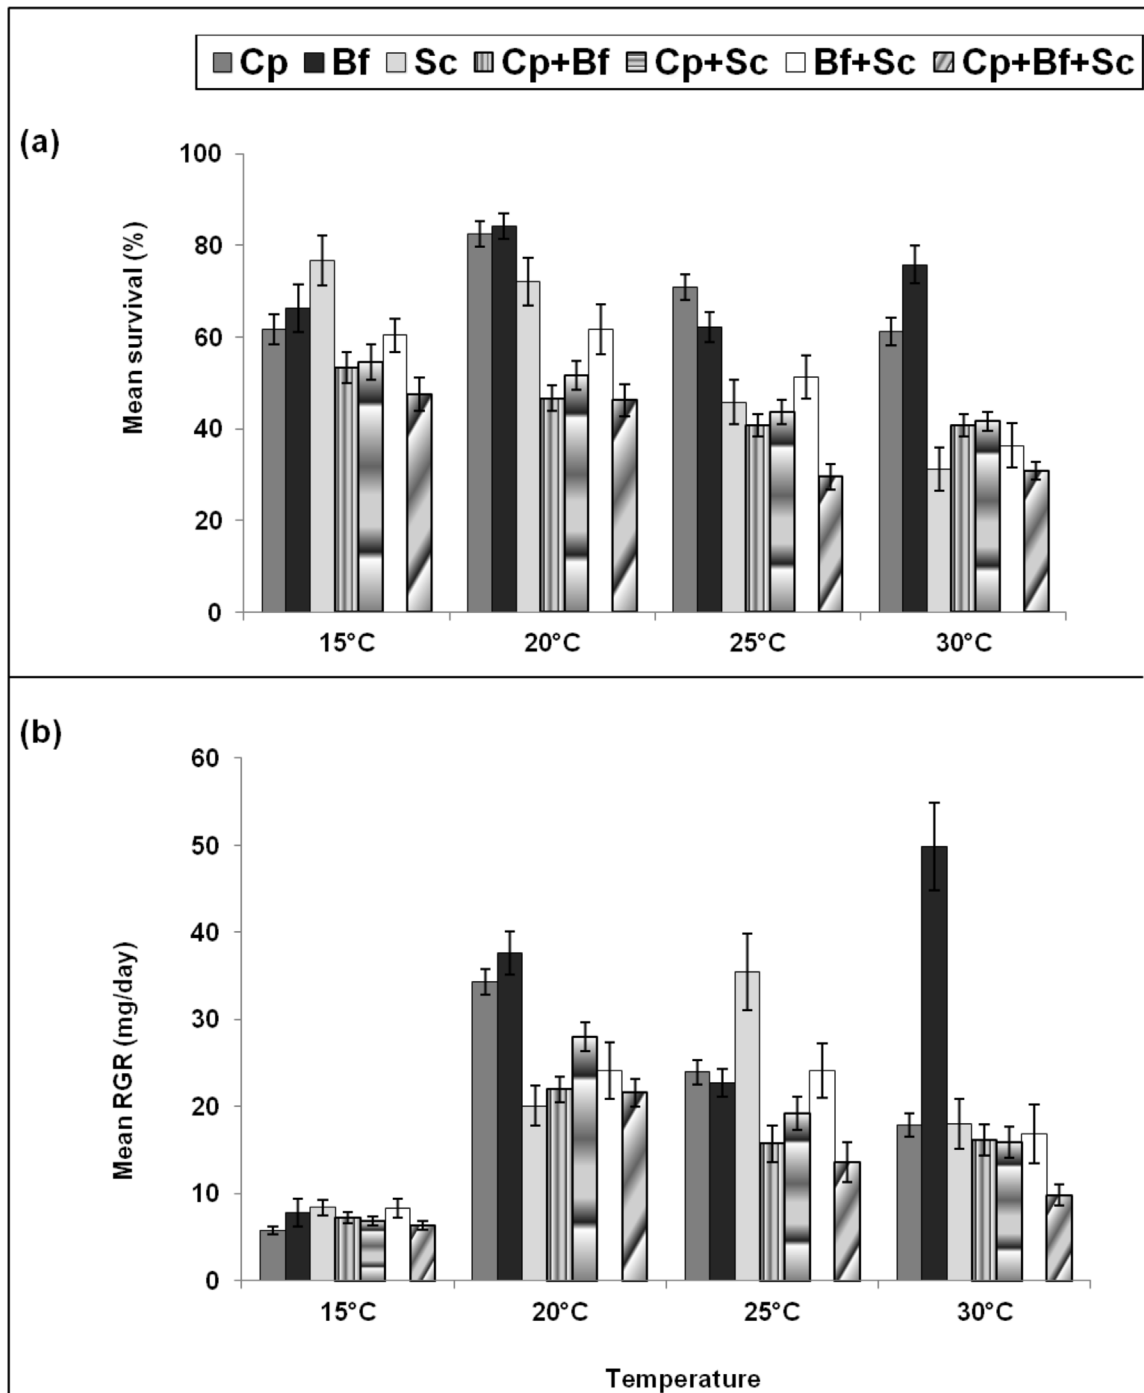 Cp Bf Sc Cp+Bf Cp+Sc Bf+Sc Cp+Bf+Sc
(a)
Mean survival (%)
100
80
60
40
20
0
15°C 20°C 25°C 30°C
(b)
Mean RGR (mg/day)
60
50
40
30
20
10
0
15°C 20°C 25°C 30°C
Temperature